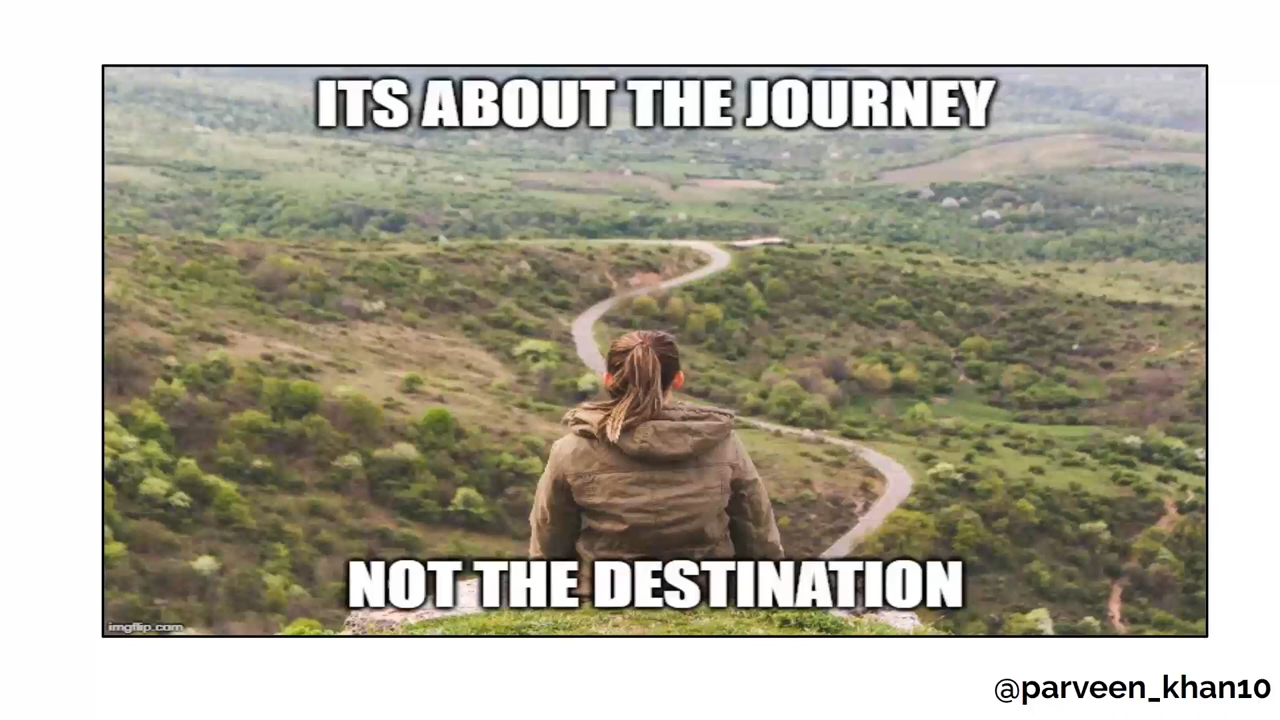 ITS ABOUT THE JOURNEY
NOT THE DESTINATION
imgflip.com
@parveen_khan10